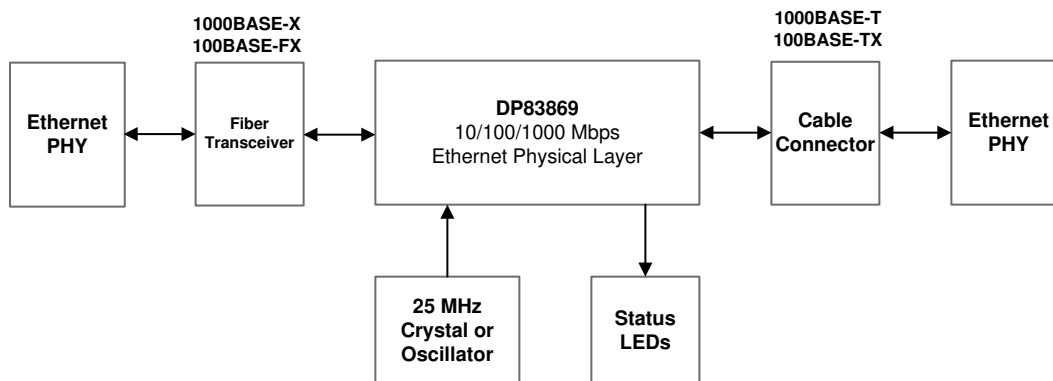 1000BASE-X
100BASE-FX
1000BASE-T
100BASE-TX
Ethernet
PHY
Fiber
Transceiver
DP83869
10/100/1000 Mbps
Ethernet Physical Layer
Cable
Connector
Ethernet
PHY
25 MHz
Crystal or
Oscillator
Status
LEDs